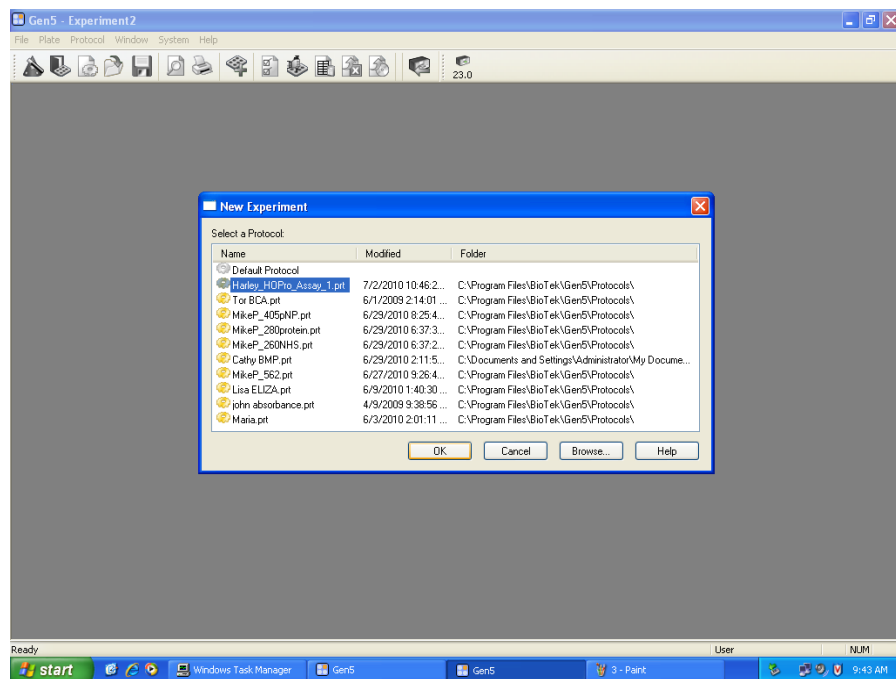 Gen5 - Experiment2
File Plate Protocol Window System Help
23.0
New Experiment
Select a Protocol:
Name Modified Folder
Default Protocol
Harley_HOPro_Assay_1.prt 7/2/2010 10:46:2... C:\Program Files\BioTek\Gen5\Protocols\
Tor BCA.prt 6/1/2009 2:14:01 ... C:\Program Files\BioTek\Gen5\Protocols\
MikeP_405pNP.prt 6/29/2010 8:25:4... C:\Program Files\BioTek\Gen5\Protocols\
MikeP_280protein.prt 6/29/2010 6:37:3... C:\Program Files\BioTek\Gen5\Protocols\
MikeP_260NHS.prt 6/29/2010 6:37:2... C:\Program Files\BioTek\Gen5\Protocols\
Cathy BMP.prt 6/29/2010 2:11:5... C:\Documents and Settings\Administrator\My Docume...
MikeP_562.prt 6/27/2010 9:26:4... C:\Program Files\BioTek\Gen5\Protocols\
Lisa ELIZA.prt 6/9/2010 1:40:30 ... C:\Program Files\BioTek\Gen5\Protocols\
john absorbance.prt 4/9/2009 9:38:56 ... C:\Program Files\BioTek\Gen5\Protocols\
Maria.prt 6/3/2010 2:01:11 ... C:\Program Files\BioTek\Gen5\Protocols\
OK Cancel Browse... Help
Ready User NUM
start Windows Task Manager Gen5 Gen5 3 - Paint 9:43 AM